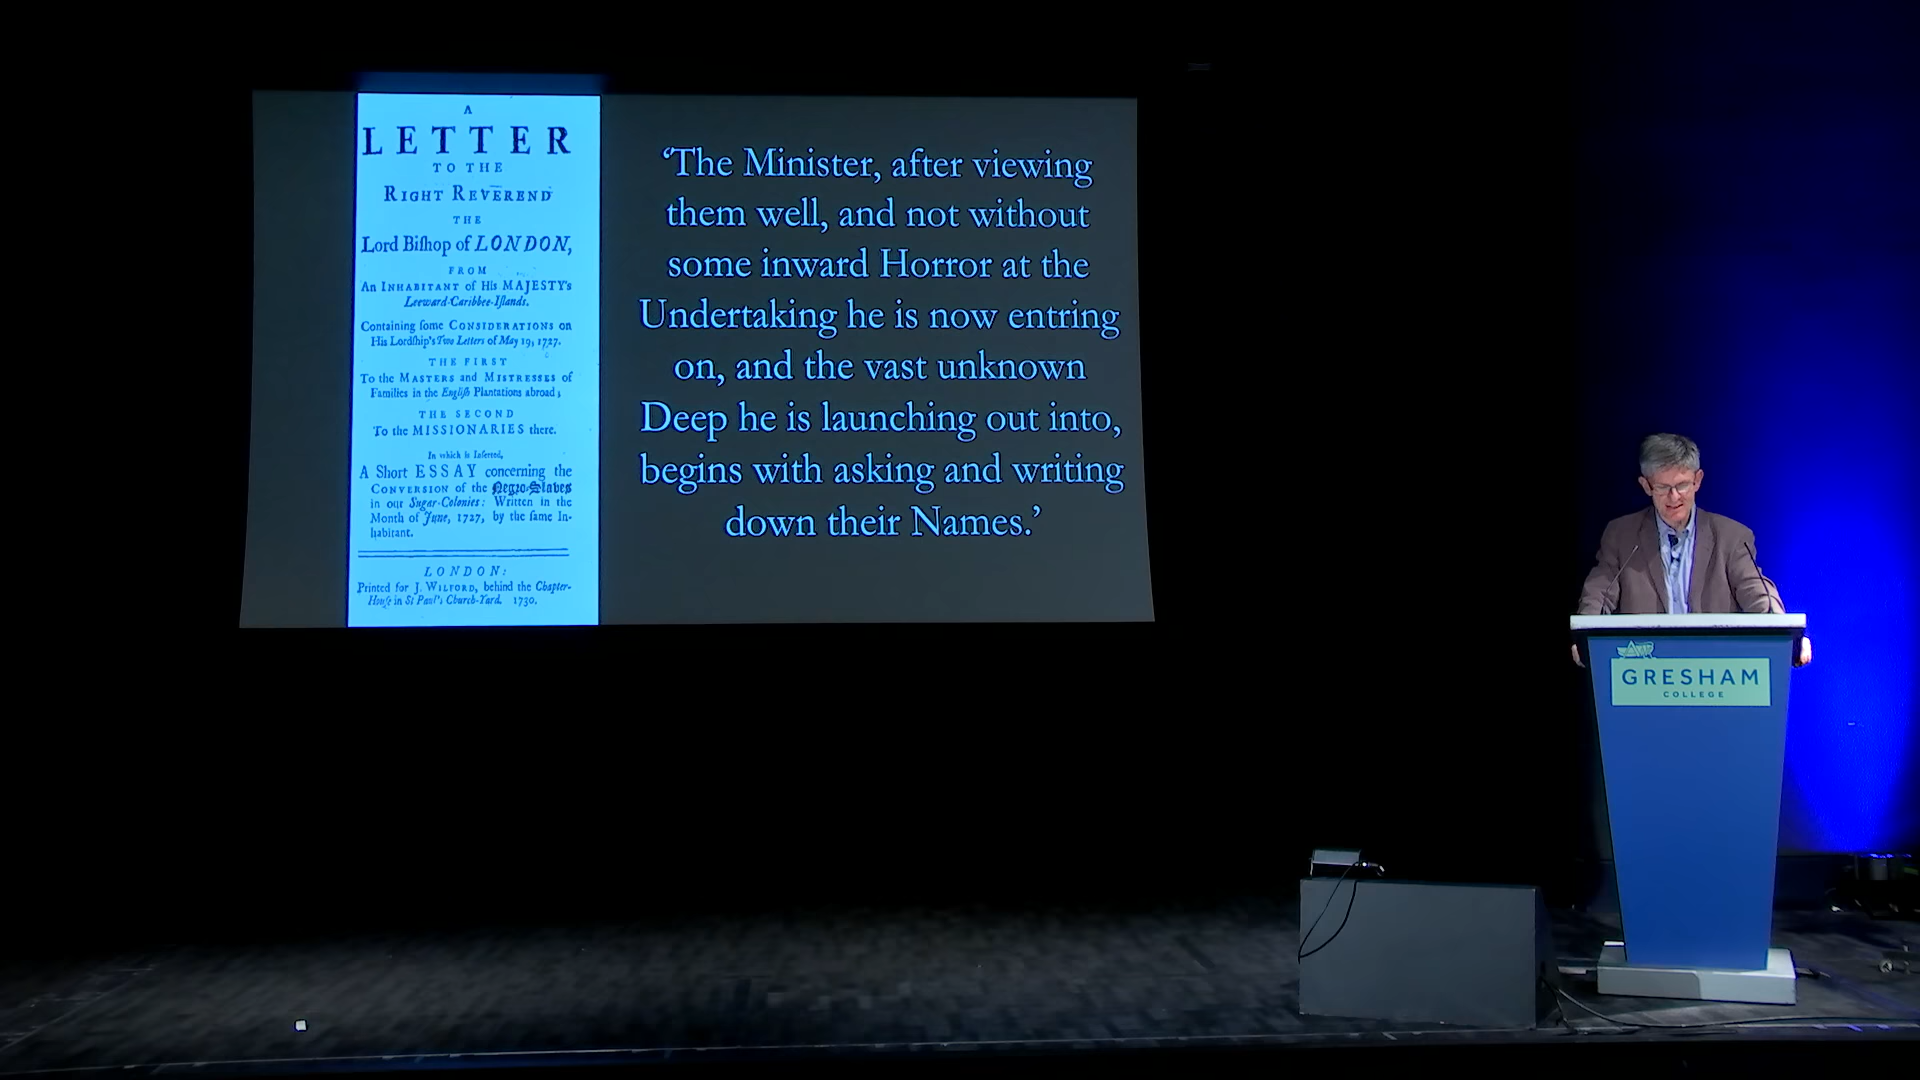 A
LETTER
TO THE
RIGHT REVEREND
THE
Lord Biſhop of LONDON,
FROM
An INHABITANT of His MAJESTY's
Leeward-Caribbee-Iſlands.
Containing ſome CONSIDERATIONS on
His Lordſhip's Two Letters of May 19, 1727.
THE FIRST
To the MASTERS and MISTRESSES of
Families in the Engliſh Plantations abroad;
THE SECOND
To the MISSIONARIES there.
In which is Inſerted,
A Short ESSAY concerning the
CONVERSION of the Negro-Slaves
in our Sugar-Colonies: Written in the
Month of June, 1727, by the ſame In-
habitant.
LONDON:
Printed for J. WILFORD, behind the Chapter-
Houſe in St Paul's Church-Yard. 1730.
‘The Minister, after viewing
them well, and not without
some inward Horror at the
Undertaking he is now entring
on, and the vast unknown
Deep he is launching out into,
begins with asking and writing
down their Names.’
GRESHAM
COLLEGE